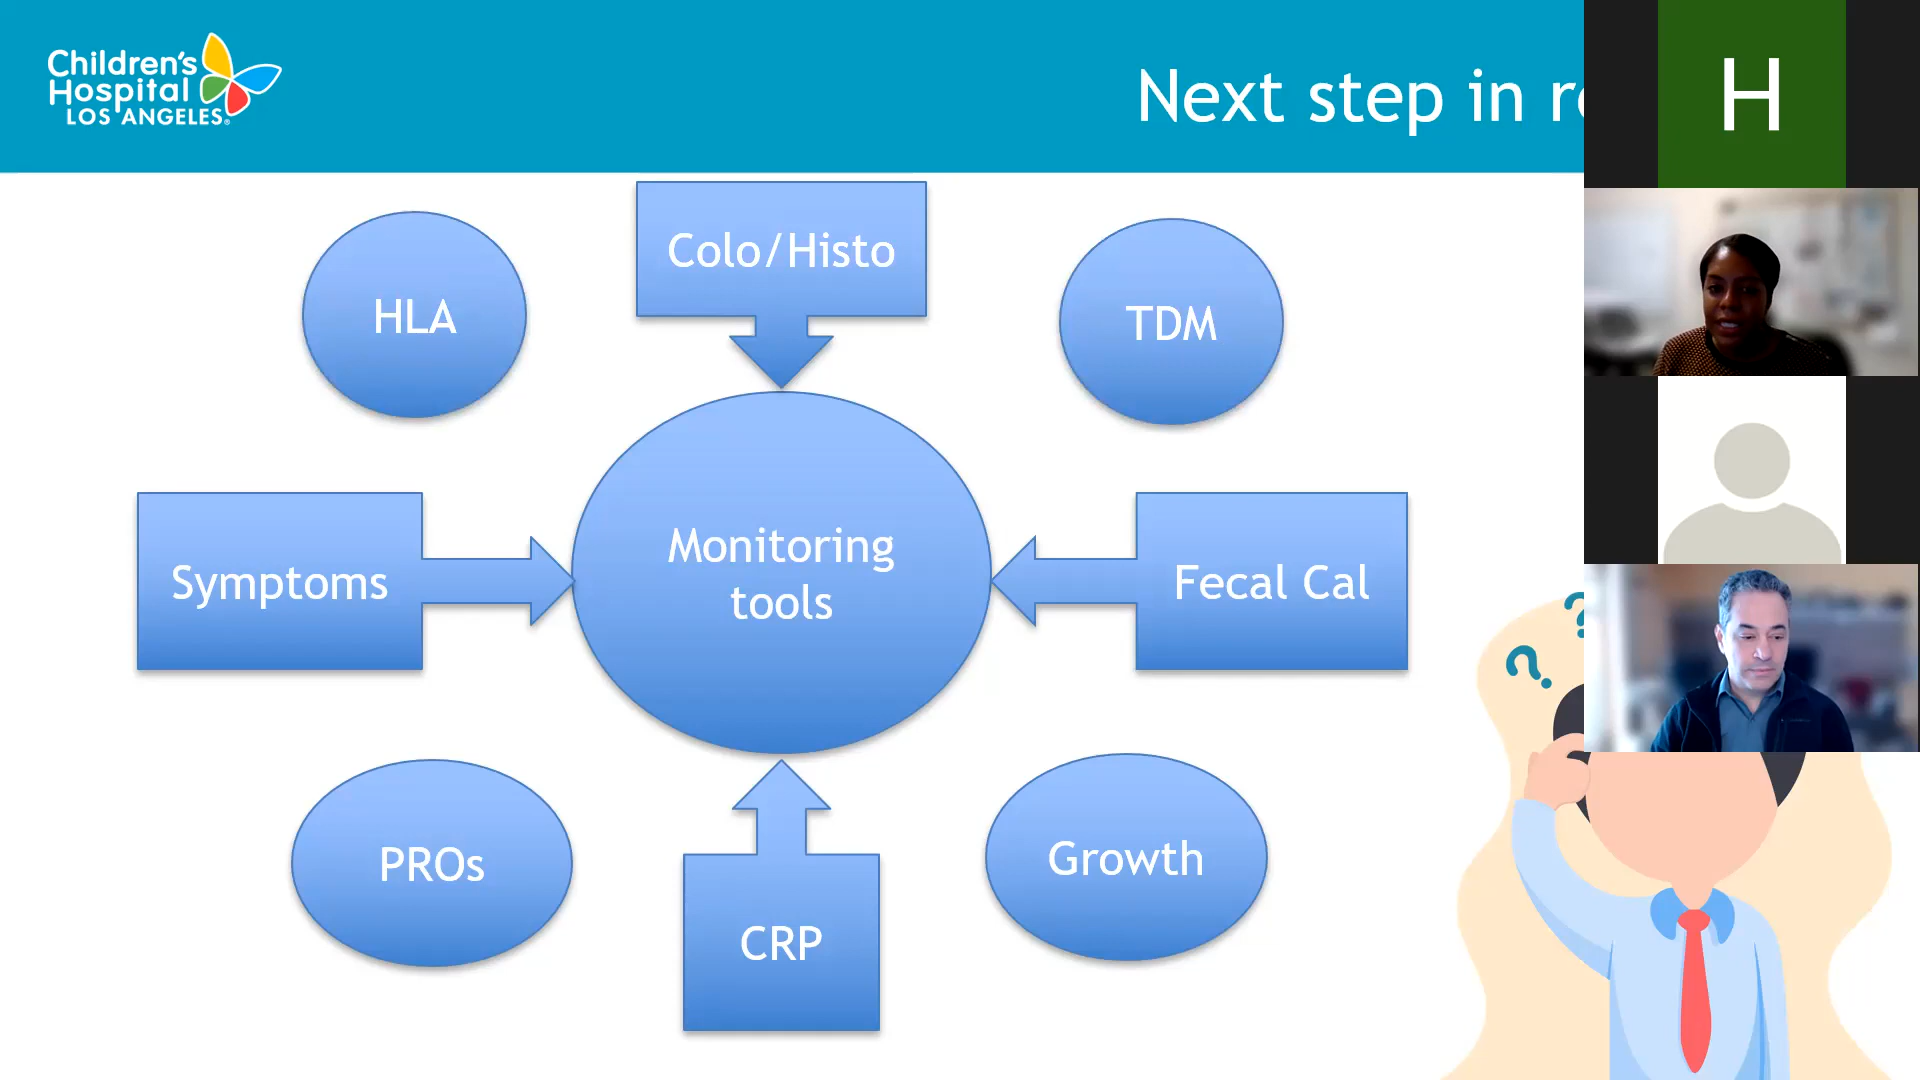 Children's
Hospital
LOS ANGELES
Next step in
H
Colo/Histo
HLA
TDM
Monitoring
tools
Symptoms
Fecal Cal
PROs
Growth
CRP
? ?